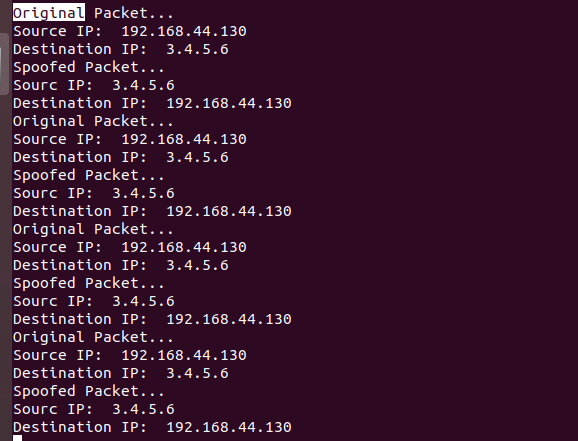 Original Packet...
Source IP:  192.168.44.130
Destination IP:  3.4.5.6
Spoofed Packet...
Sourc IP:  3.4.5.6
Destination IP:  192.168.44.130
Original Packet...
Source IP:  192.168.44.130
Destination IP:  3.4.5.6
Spoofed Packet...
Sourc IP:  3.4.5.6
Destination IP:  192.168.44.130
Original Packet...
Source IP:  192.168.44.130
Destination IP:  3.4.5.6
Spoofed Packet...
Sourc IP:  3.4.5.6
Destination IP:  192.168.44.130
Original Packet...
Source IP:  192.168.44.130
Destination IP:  3.4.5.6
Spoofed Packet...
Sourc IP:  3.4.5.6
Destination IP:  192.168.44.130